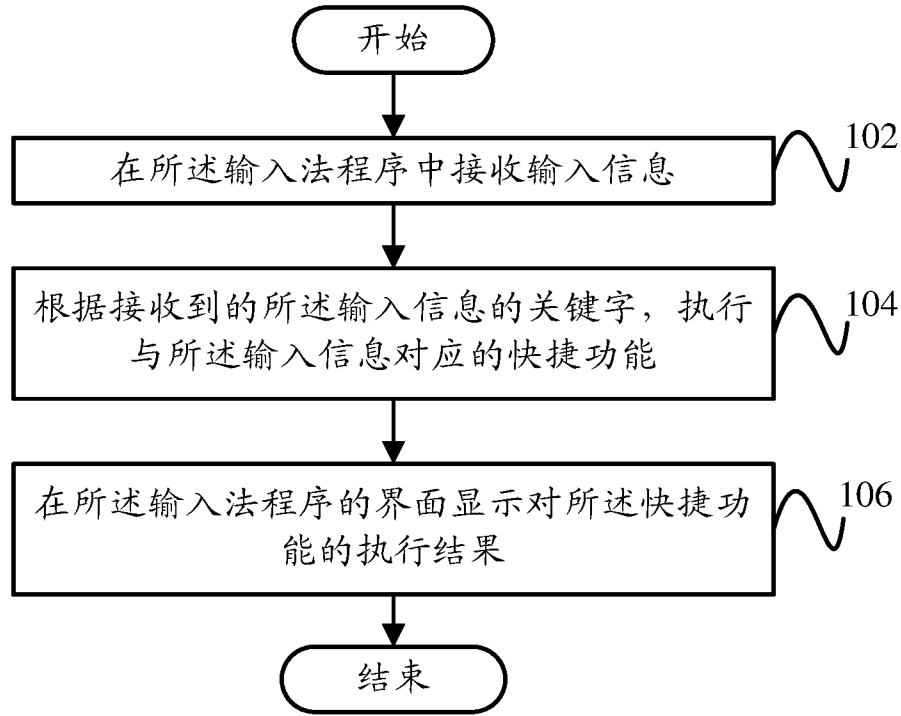 开始
在所述输入法程序中接收输入信息
102
根据接收到的所述输入信息的关键字，执行
与所述输入信息对应的快捷功能
104
在所述输入法程序的界面显示对所述快捷功
能的执行结果
106
结束